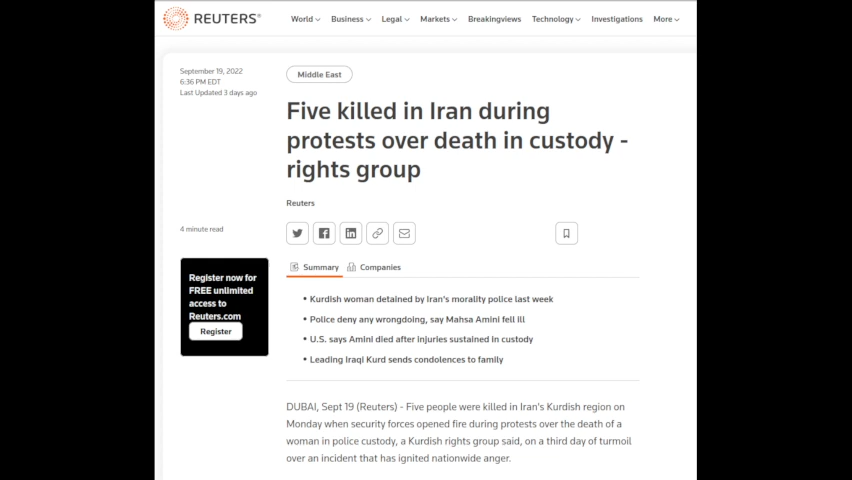 REUTERS®
World Business Legal Markets Breakingviews Technology Investigations More
September 19, 2022
6:36 PM EDT
Last Updated 3 days ago
Middle East
Five killed in Iran during
protests over death in custody -
rights group
Reuters
4 minute read
Register now for
FREE unlimited
access to
Reuters.com
Register
Summary Companies
• Kurdish woman detained by Iran's morality police last week
• Police deny any wrongdoing, say Mahsa Amini fell ill
• U.S. says Amini died after injuries sustained in custody
• Leading Iraqi Kurd sends condolences to family
DUBAI, Sept 19 (Reuters) - Five people were killed in Iran's Kurdish region on
Monday when security forces opened fire during protests over the death of a
woman in police custody, a Kurdish rights group said, on a third day of turmoil
over an incident that has ignited nationwide anger.